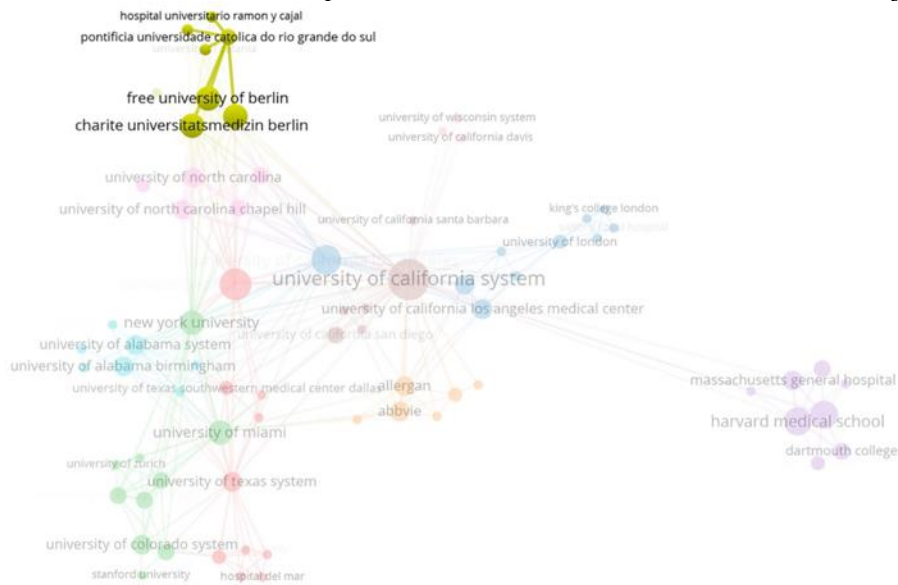 hospital universitario ramon y cajal
pontificia universidade catolica do rio grande do sul
free university of berlin
charite universitatsmedizin berlin
university of wisconsin system
university of california davis
university of north carolina
university of north carolina chapel hill
king's college london
university of california santa barbara
university of london
university of california system
university of california los angeles medical center
new york university
university of california san diego
university of alabama system
university of alabama birmingham
university of texas southwestern medical center dallas
allergan
massachusetts general hospital
abbvie
harvard medical school
university of miami
dartmouth college
university of zurich
university of texas system
university of colorado system
stanford university
hospital del mar